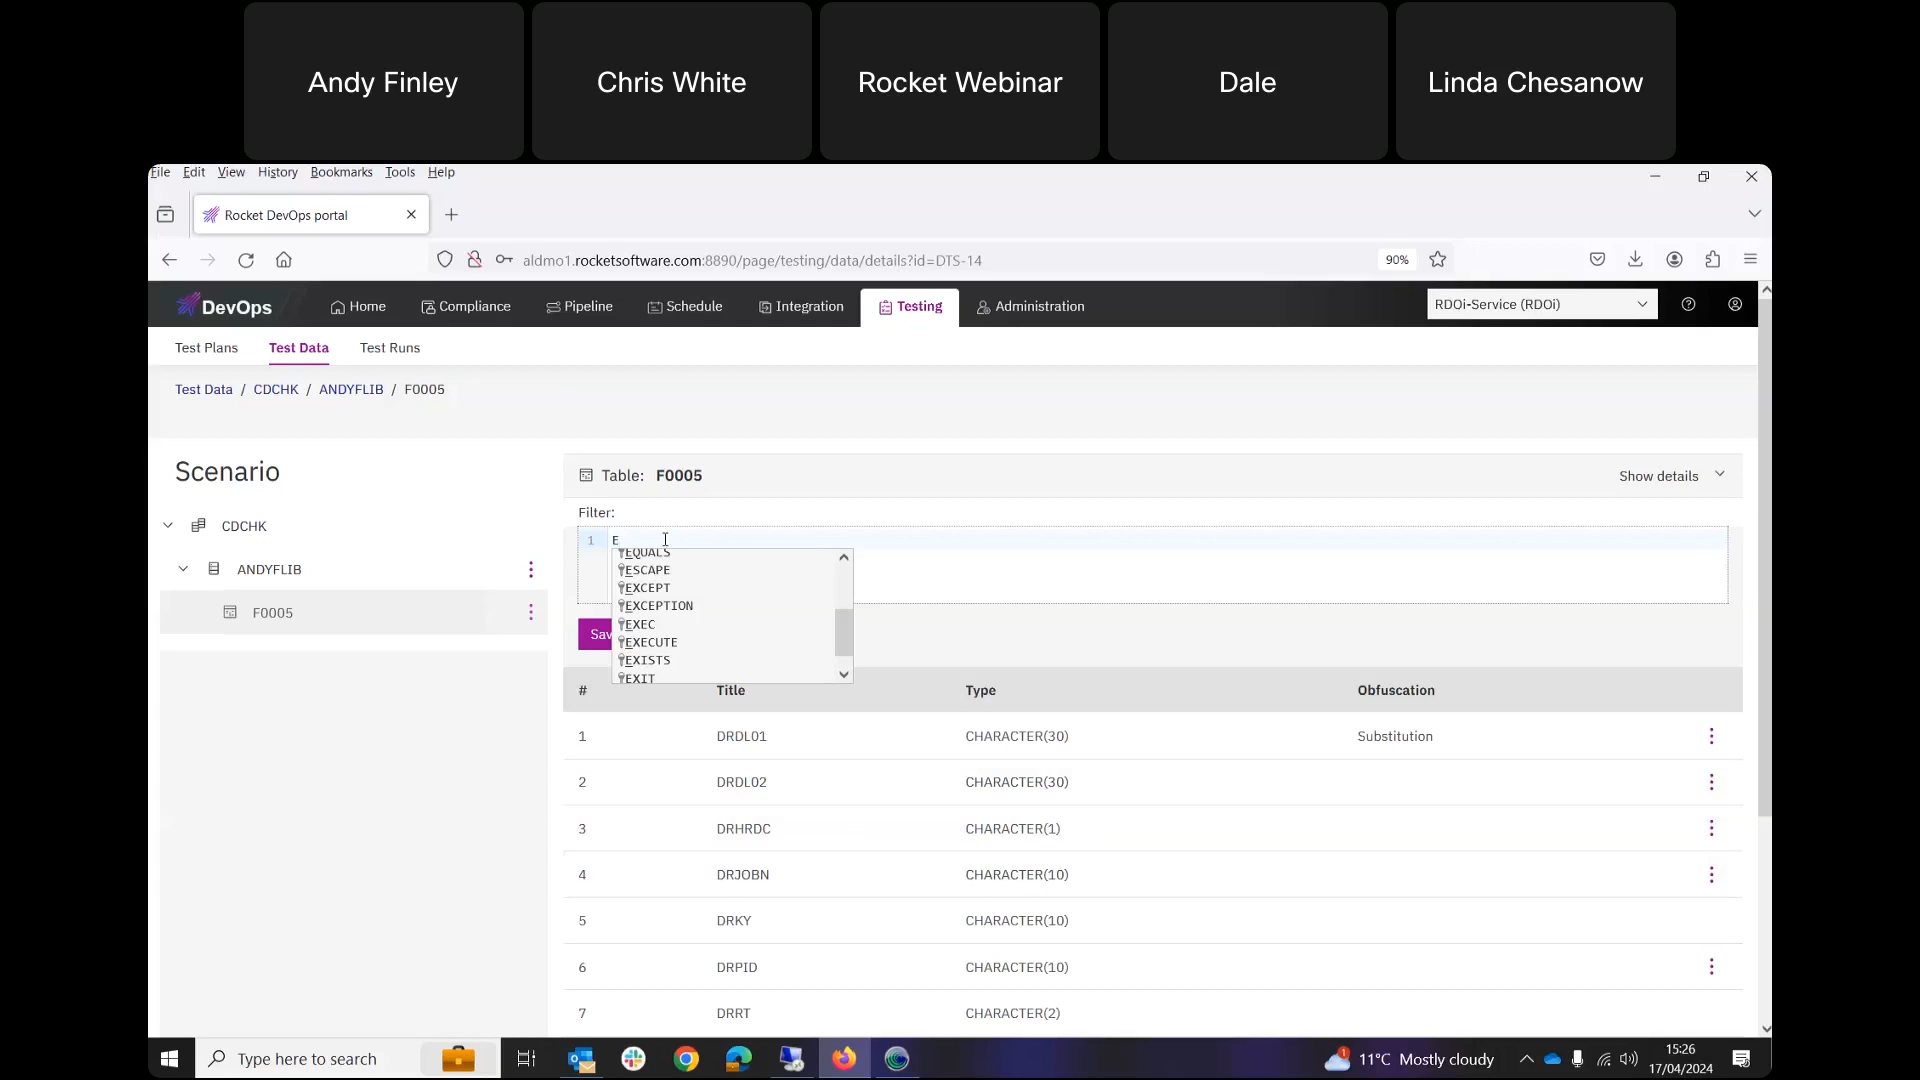 Andy Finley
Chris White
Rocket Webinar
Dale
Linda Chesanow
File Edit View History Bookmarks Tools Help
Rocket DevOps portal
aldmo1.rocketsoftware.com:8890/page/testing/data/details?id=DTS-14
90%
DevOps
Home
Compliance
Pipeline
Schedule
Integration
Testing
Administration
RDOi-Service (RDOi)
Test Plans
Test Data
Test Runs
Test Data / CDCHK / ANDYFLIB / F0005
Scenario
CDCHK
ANDYFLIB
F0005
Table: F0005
Show details
Filter:
1 E
EQUALS
ESCAPE
EXCEPT
EXCEPTION
EXEC
EXECUTE
EXISTS
EXIT
# Title Type Obfuscation
1 DRDL01 CHARACTER(30) Substitution
2 DRDL02 CHARACTER(30)
3 DRHRDC CHARACTER(1)
4 DRJOBN CHARACTER(10)
5 DRKY CHARACTER(10)
6 DRPID CHARACTER(10)
7 DRRT CHARACTER(2)
Type here to search
11°C Mostly cloudy
15:26
17/04/2024